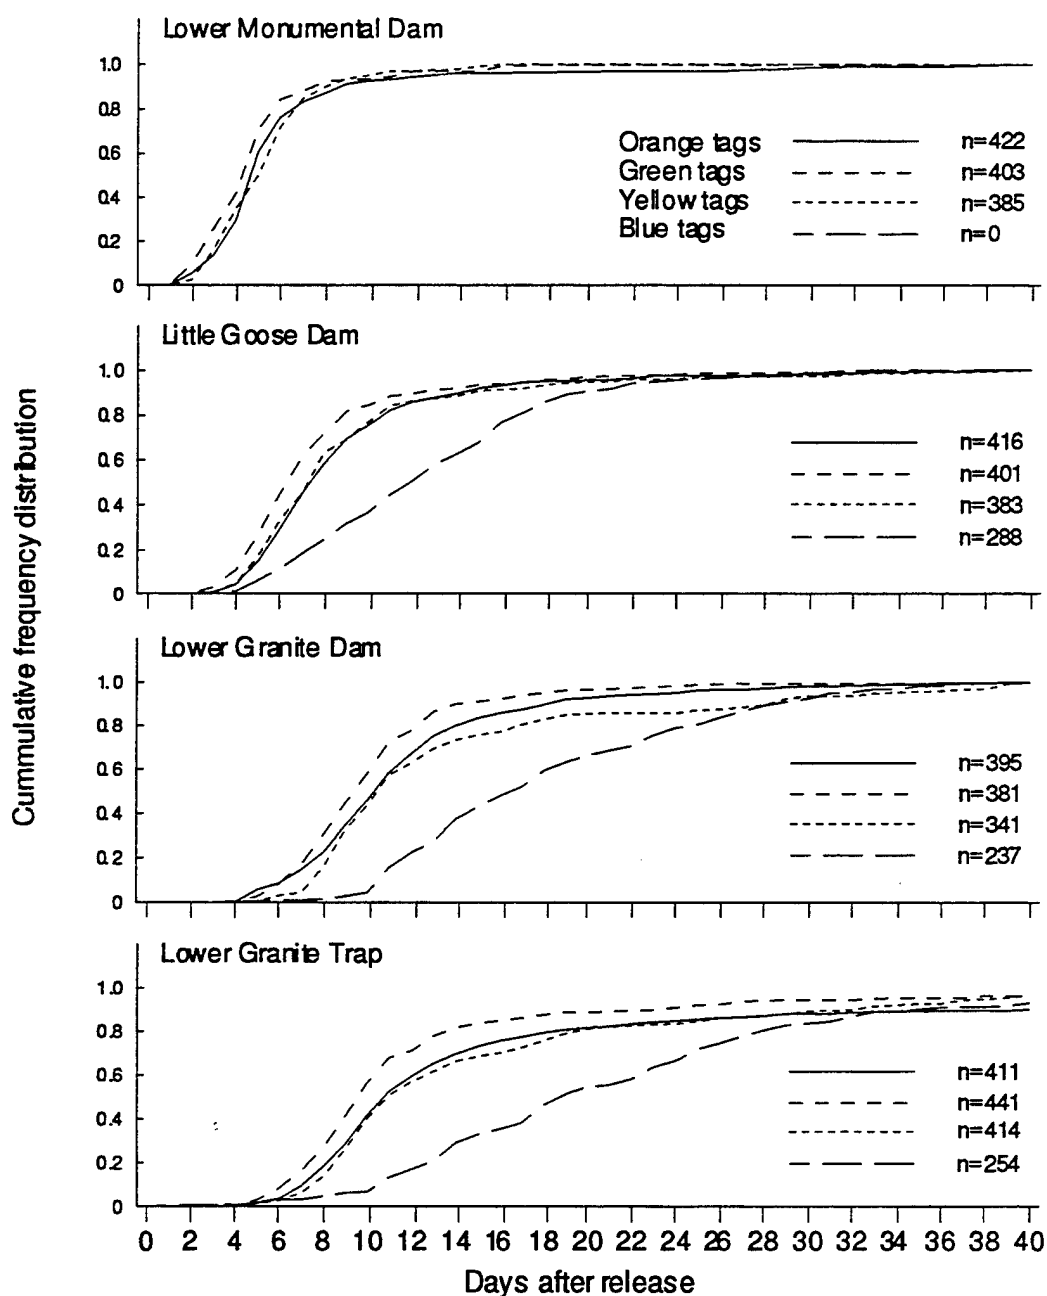 Lower Monumental Dam
1.0
0.8
0.6
0.4
0.2
0
Orange tags n=422
Green tags n=403
Yellow tags n=385
Blue tags n=0
Little Goose Dam
1.0
0.8
0.6
0.4
0.2
0
n=416
n=401
n=383
n=288
Lower Granite Dam
1.0
0.8
0.6
0.4
0.2
0
n=395
n=381
n=341
n=237
Lower Granite Trap
1.0
0.8
0.6
0.4
0.2
0
n=411
n=441
n=414
n=254
0 2 4 6 8 10 12 14 16 18 20 22 24 26 28 30 32 34 36 38 40
Days after release
Cummulative frequency distribution